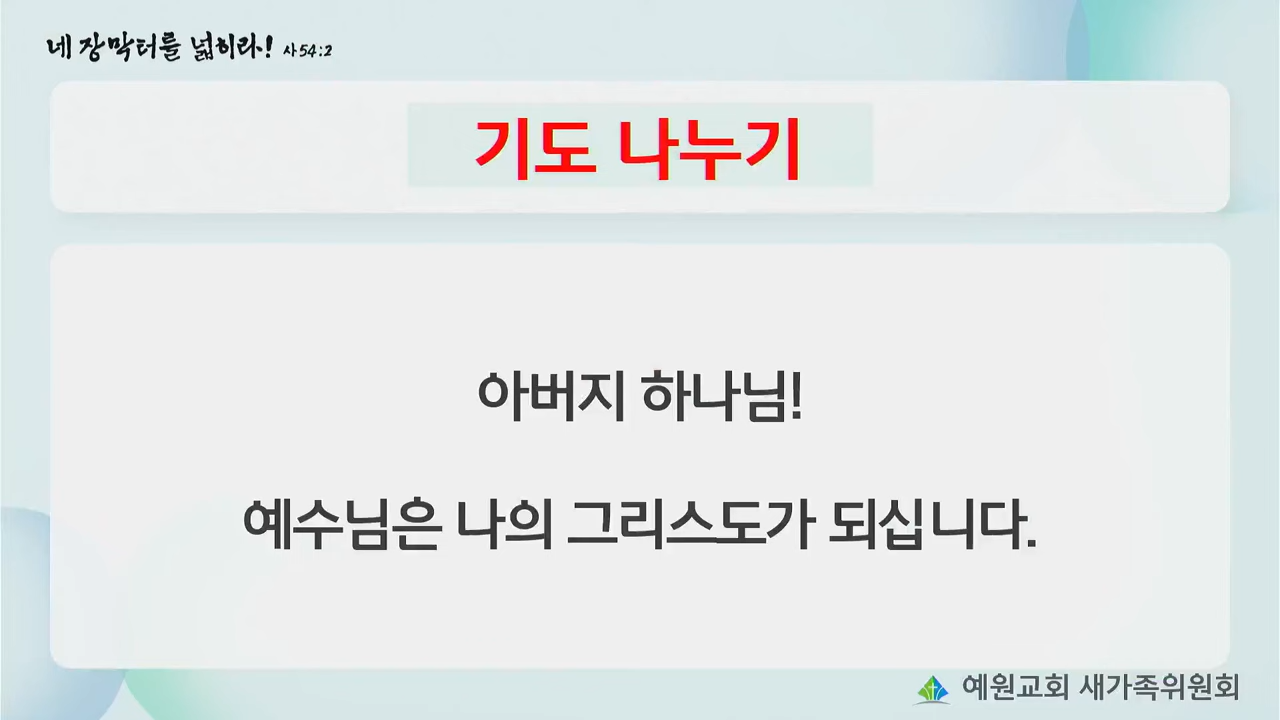 네 장막터를 넓히라! 사54:2
기도 나누기
아버지 하나님!
예수님은 나의 그리스도가 되십니다.
예원교회 새가족위원회